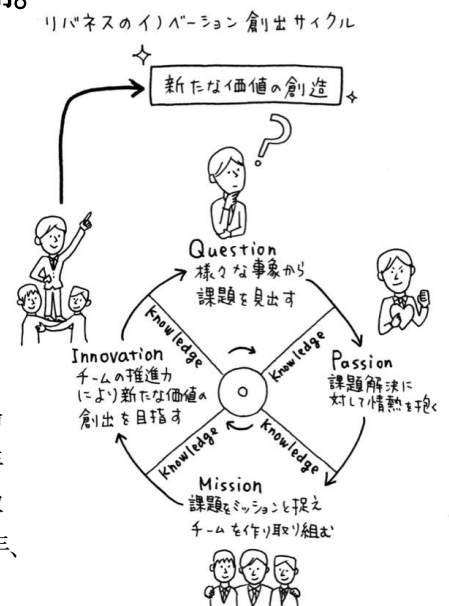 リバネスのイノベーション創出サイクル
新たな価値の創造
Question
様々な事象から
課題を見出す
Knowledge
Knowledge
Innovation
チームの推進力
により新たな価値の
創出を目指す
Passion
課題解決に
対して情熱を抱く
Knowledge
Knowledge
Mission
課題をミッションと捉え
チームを作り取り組む